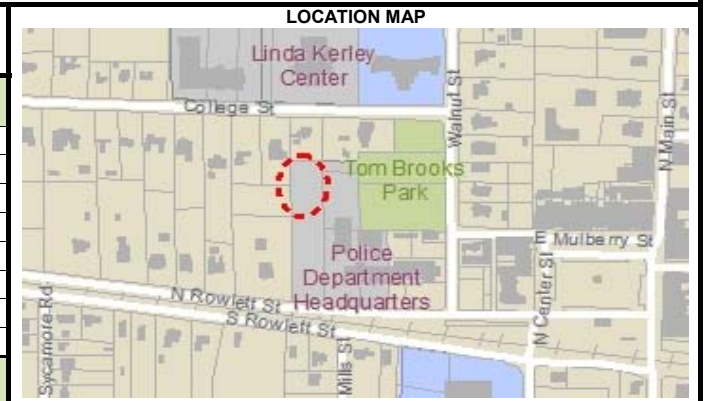 LOCATION MAP
Linda Kerley
Center
College St
Walnut St
N Main St
Tom Brooks
Park
E Mulberry St
Police
Department
Headquarters
N Rowlett St
S Rowlett St
N Center St
Sycamore Rd
Mills St